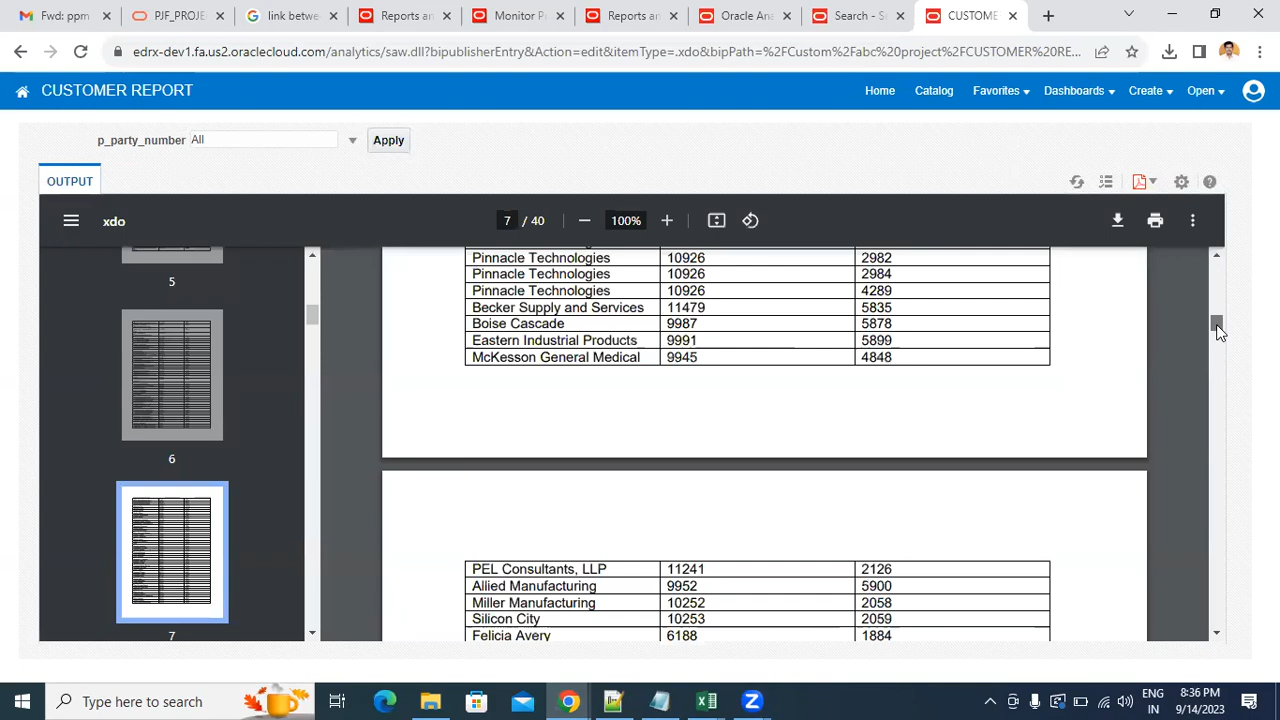 Fwd: ppm
PJF_PROJE
link betwe
Reports an
Monitor P
Reports an
Oracle Ana
Search - S
CUSTOME
edrx-dev1.fa.us2.oraclecloud.com/analytics/saw.dll?bipublisherEntry&Action=edit&itemType=.xdo&bipPath=%2FCustom%2Fabc%20project%2FCUSTOMER%20RE...
CUSTOMER REPORT
Home
Catalog
Favorites
Dashboards
Create
Open
p_party_number All
Apply
OUTPUT
xdo
7 / 40
100%
5
6
7
Pinnacle Technologies 10926 2982
Pinnacle Technologies 10926 2984
Pinnacle Technologies 10926 4289
Becker Supply and Services 11479 5835
Boise Cascade 9987 5878
Eastern Industrial Products 9991 5899
McKesson General Medical 9945 4848
PEL Consultants, LLP 11241 2126
Allied Manufacturing 9952 5900
Miller Manufacturing 10252 2058
Silicon City 10253 2059
Felicia Avery 6188 1884
Type here to search
ENG
IN
8:36 PM
9/14/2023